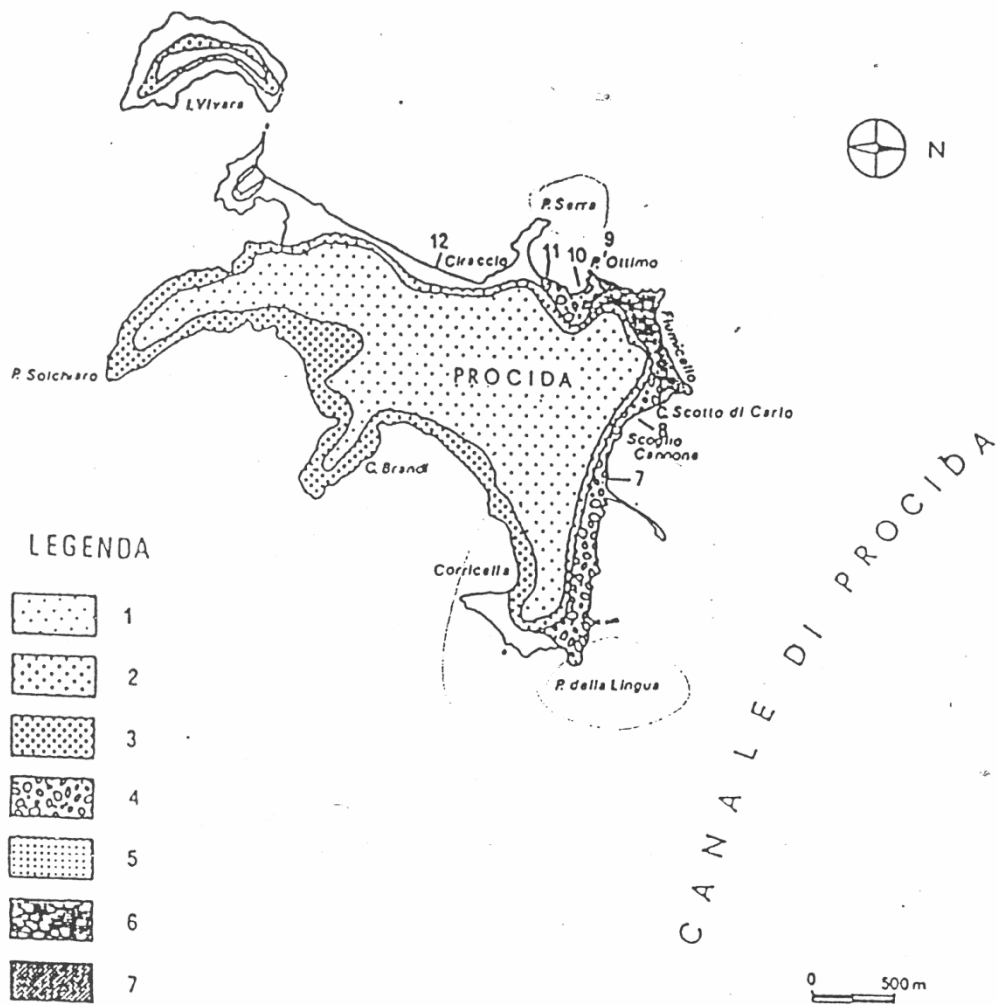 I. Vivara
N
P. Serra
12
Ciraccio
11
10
9
P. Ottimo
Fiumicello
P. Solchiaro
PROCIDA
C. Scotto di Carlo
8
Scoglio
Cannone
7
C. Brandi
CANALE DI PROCIDA
LEGENDA
Corricella
P. della Lingua
1
2
3
4
5
6
7
0
500 m